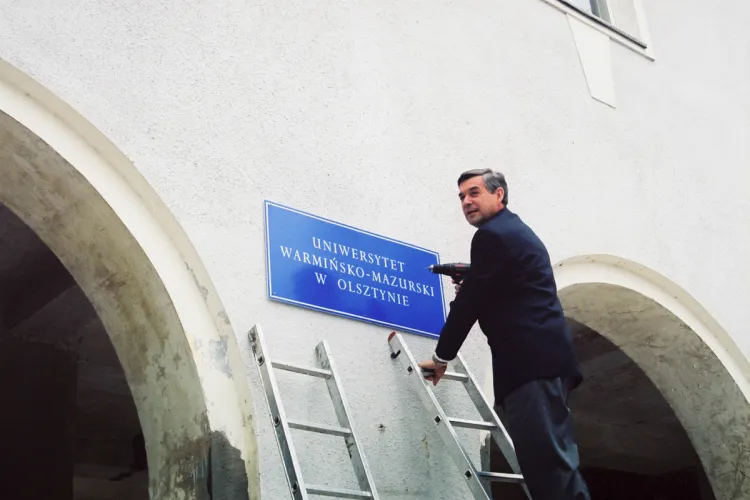 UNIWERSYTET
WARMIŃSKO-MAZURSKI
W OLSZTYNIE